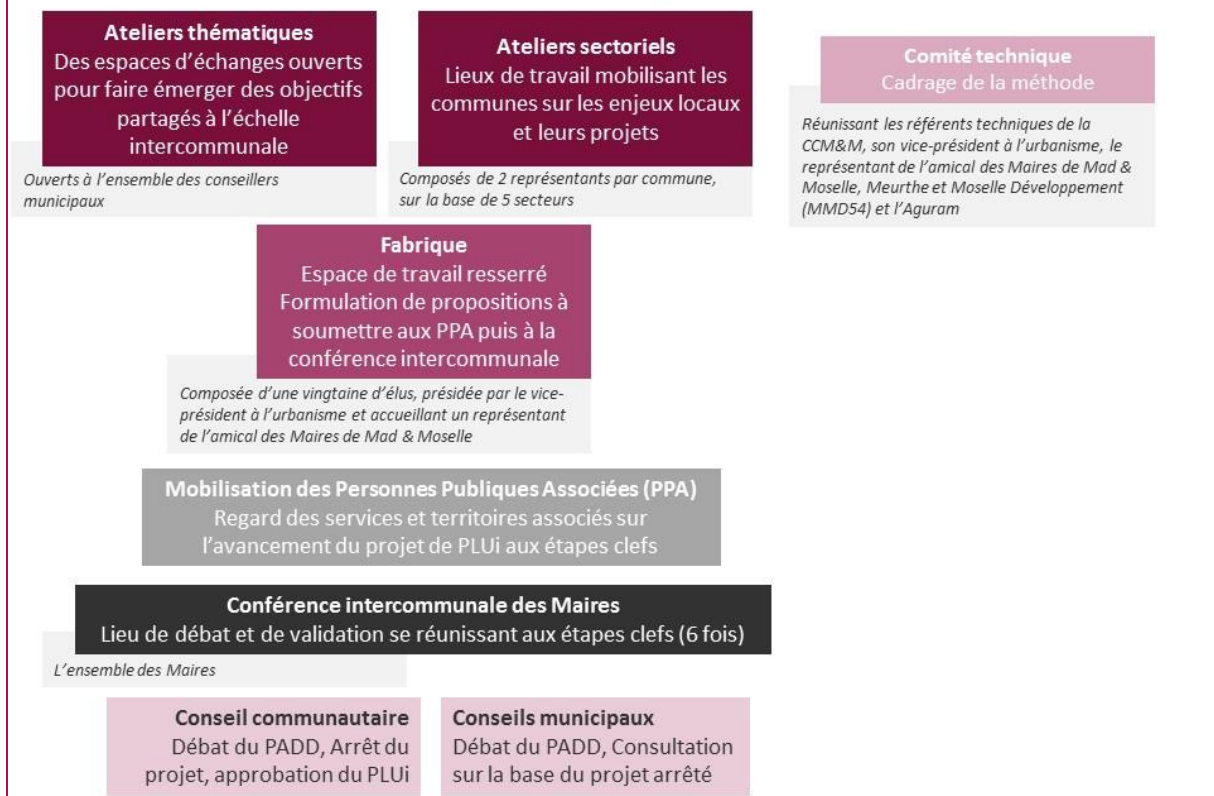 Ateliers thématiques
Des espaces d'échanges ouverts
pour faire émerger des objectifs
partagés à l'échelle
intercommunale
Ouverts à l'ensemble des conseillers
municipaux
Ateliers sectoriels
Lieux de travail mobilisant les
communes sur les enjeux locaux
et leurs projets
Composés de 2 représentants par commune,
sur la base de 5 secteurs
Comité technique
Cadrage de la méthode
Réunissant les référents techniques de la
CCM&M, son vice-président à l'urbanisme, le
représentant de l'amical des Maires de Mad &
Moselle, Meurthe et Moselle Développement
(MMD54) et l'Aguram
Fabrique
Espace de travail resserré
Formulation de propositions à
soumettre aux PPA puis à la
conférence intercommunale
Composée d'une vingtaine d'élus, présidée par le vice-
président à l'urbanisme et accueillant un représentant
de l'amical des Maires de Mad & Moselle
Mobilisation des Personnes Publiques Associées (PPA)
Regard des services et territoires associés sur
l'avancement du projet de PLUi aux étapes clefs
Conférence intercommunale des Maires
Lieu de débat et de validation se réunissant aux étapes clefs (6 fois)
L'ensemble des Maires
Conseil communautaire
Débat du PADD, Arrêt du
projet, approbation du PLUi
Conseils municipaux
Débat du PADD, Consultation
sur la base du projet arrêté